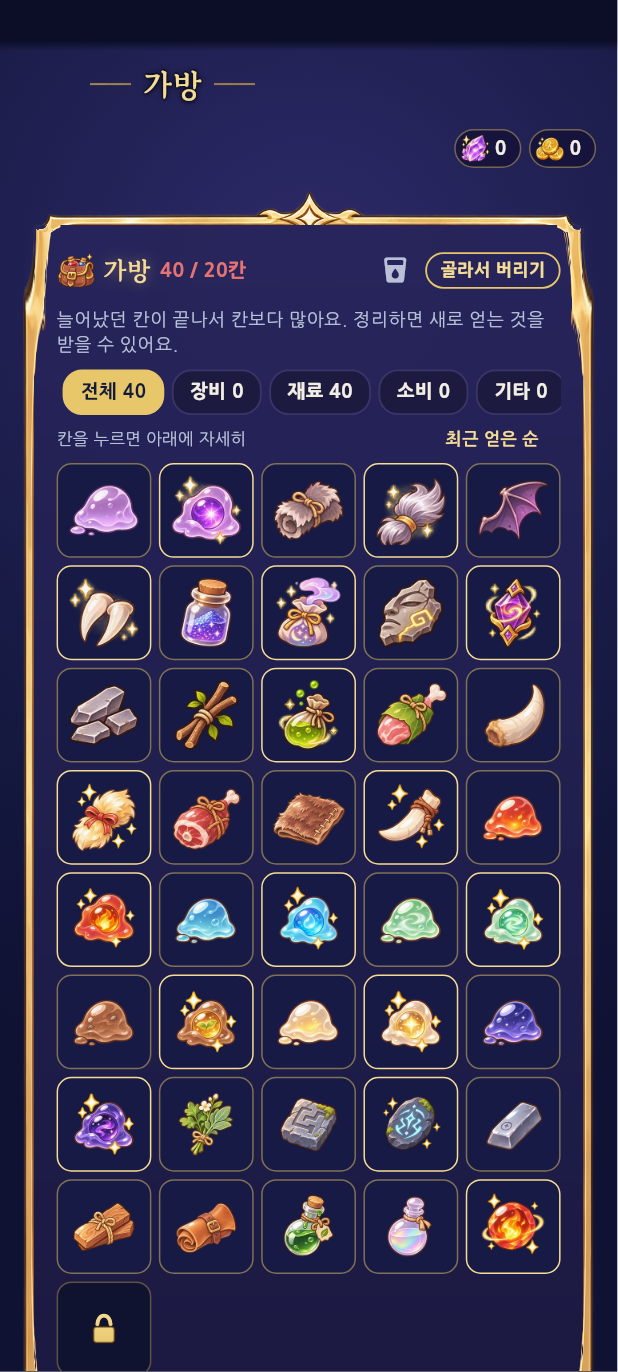 가방
0 0
가방 40 / 20칸 골라서 버리기
늘어났던 칸이 끝나서 칸보다 많아요. 정리하면 새로 얻는 것을
받을 수 있어요.
전체 40 장비 0 재료 40 소비 0 기타 0
칸을 누르면 아래에 자세히 최근 얻은 순